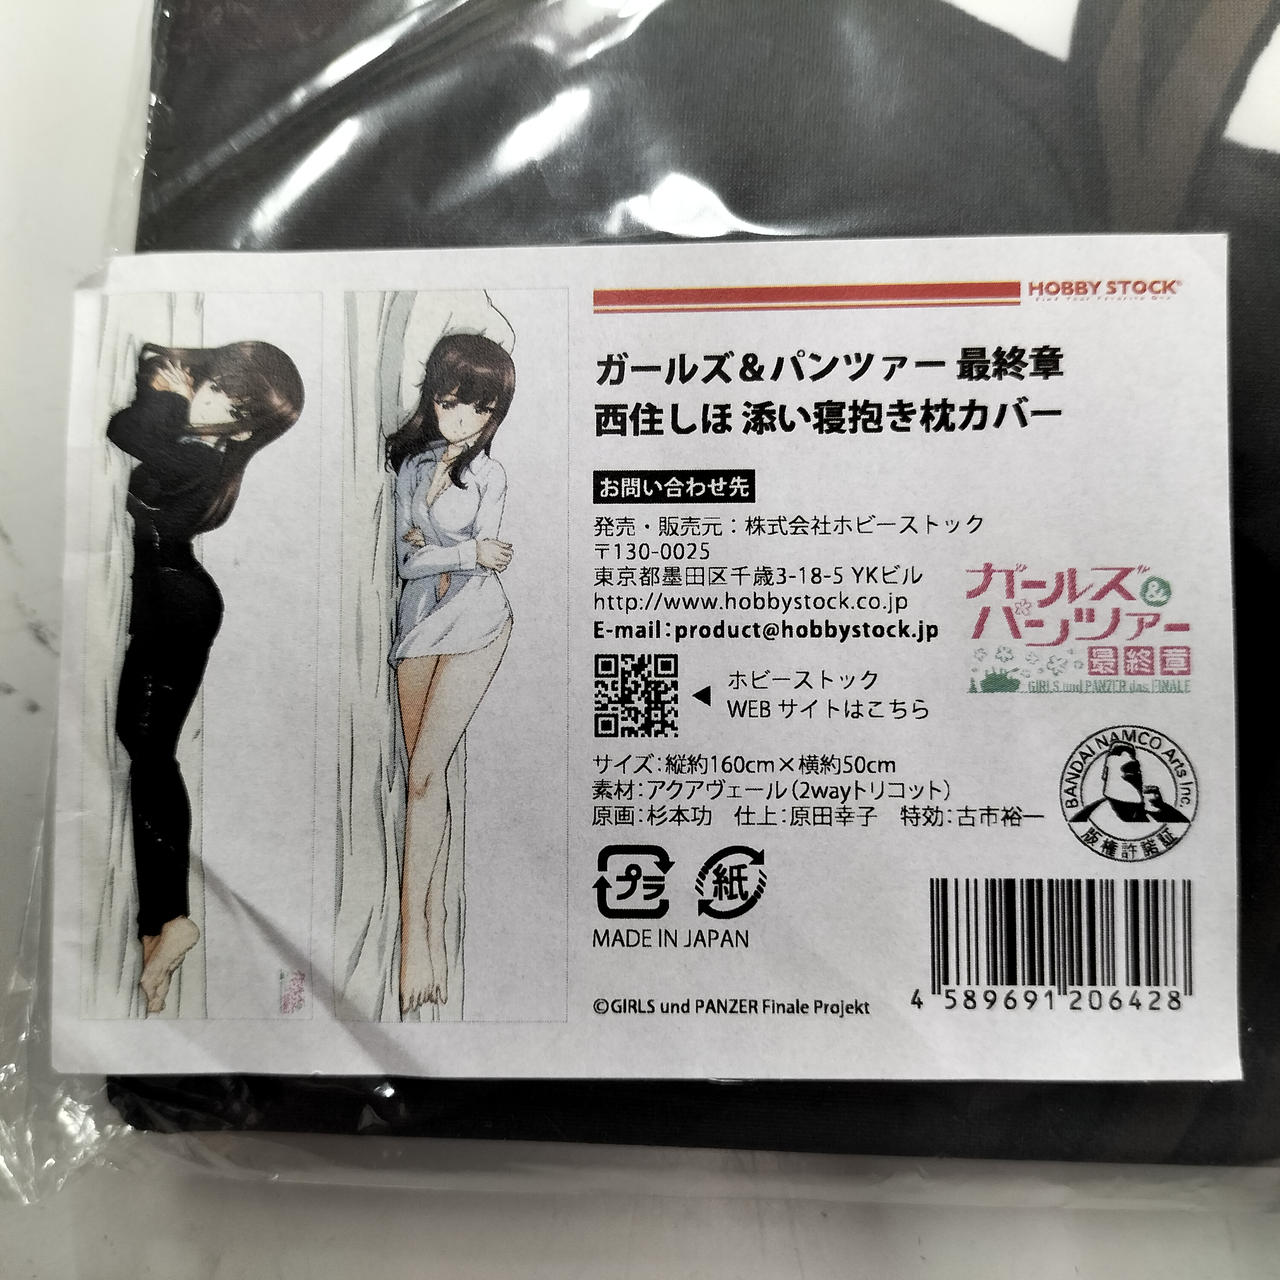 HOBBY STOCK
Find Your Favorite One
ガールズ&パンツァー 最終章
西住しほ 添い寝抱き枕カバー
お問い合わせ先
発売・販売元：株式会社ホビーストック
〒130-0025
東京都墨田区千歳3-18-5 YKビル
http://www.hobbystock.co.jp
E-mail:product@hobbystock.jp
ホビーストック
WEB サイトはこちら
ガールズ&
パンツァー
最終章
GIRLS und PANZER das FINALE
サイズ：縦約160cm×横約50cm
素材：アクアヴェール（2wayトリコット）
原画：杉本功 仕上：原田幸子 特効：古市裕一
BANDAI NAMCO Arts Inc.
版権許諾証
プラ
紙
MADE IN JAPAN
©GIRLS und PANZER Finale Projekt
4 589691 206428